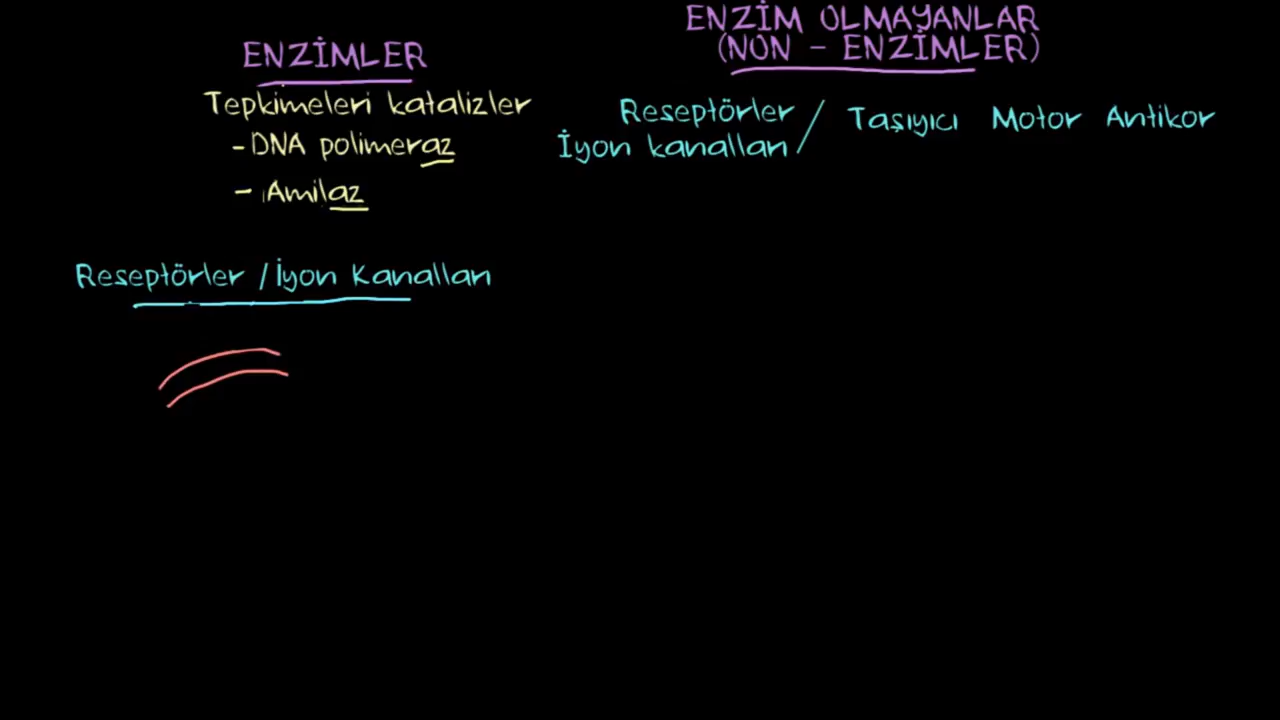 ENZİMLER
Tepkimeleri katalizler
-DNA polimeraz
- Amilaz
ENZİM OLMAYANLAR
(NON - ENZİMLER)
Reseptörler / Taşıyıcı Motor Antikor
İyon kanalları
Reseptörler /İyon Kanalları